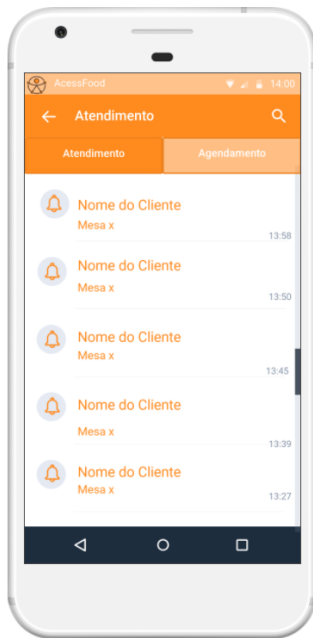 AcessFood
14:00
Atendimento
Atendimento
Agendamento
Nome do Cliente
Mesa x
13:58
Nome do Cliente
Mesa x
13:50
Nome do Cliente
Mesa x
13:45
Nome do Cliente
Mesa x
13:39
Nome do Cliente
Mesa x
13:27